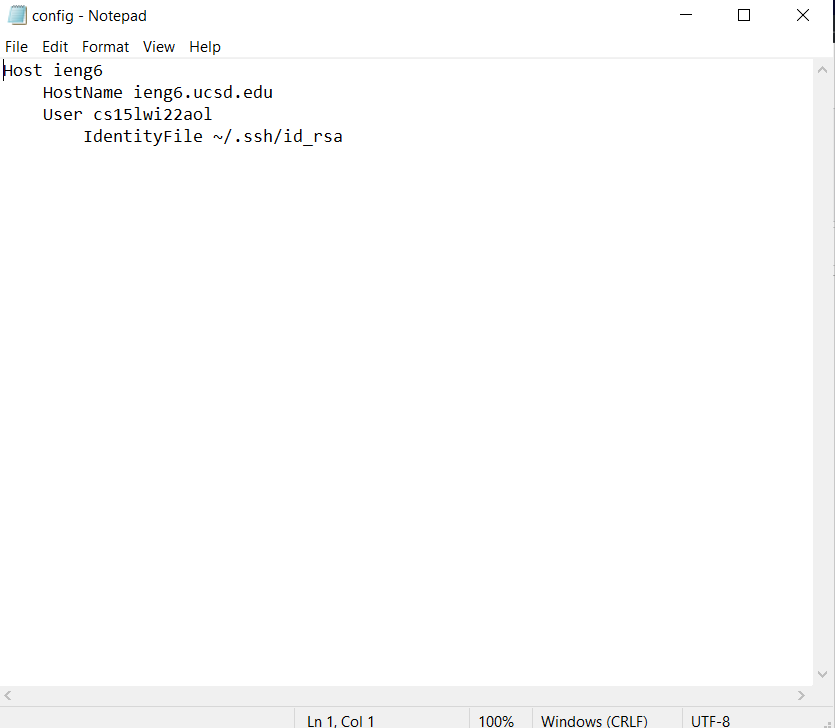 config - Notepad
File Edit Format View Help
Host ieng6
    HostName ieng6.ucsd.edu
    User cs15lwi22aol
        IdentityFile ~/.ssh/id_rsa
Ln 1, Col 1 100% Windows (CRLF) UTF-8